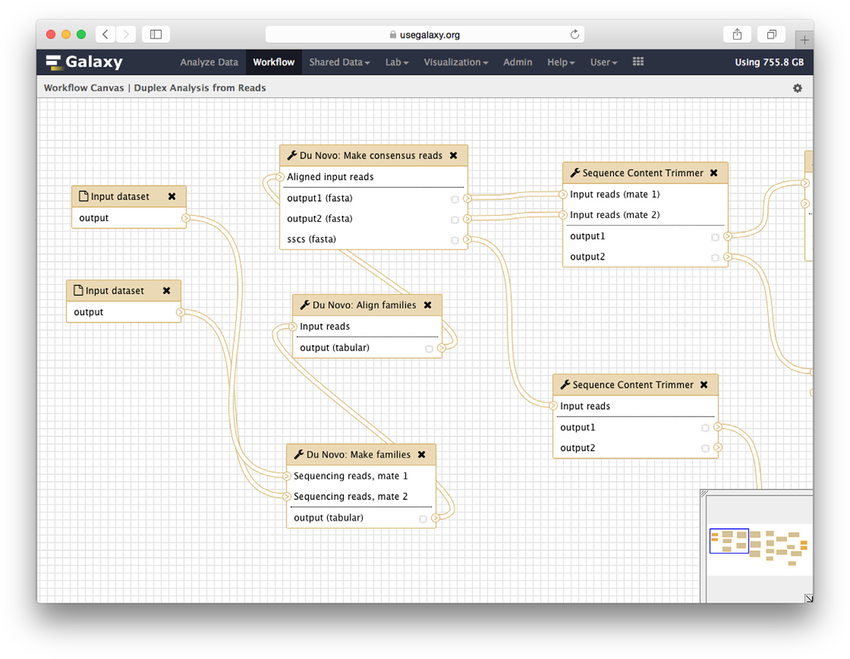 usegalaxy.org
Galaxy
Analyze Data Workflow Shared Data Lab Visualization Admin Help User Using 755.8 GB
Workflow Canvas | Duplex Analysis from Reads
Input dataset
output
Input dataset
output
Du Novo: Make consensus reads
Aligned input reads
output1 (fasta)
output2 (fasta)
sscs (fasta)
Du Novo: Align families
Input reads
output (tabular)
Du Novo: Make families
Sequencing reads, mate 1
Sequencing reads, mate 2
output (tabular)
Sequence Content Trimmer
Input reads (mate 1)
Input reads (mate 2)
output1
output2
Sequence Content Trimmer
Input reads
output1
output2